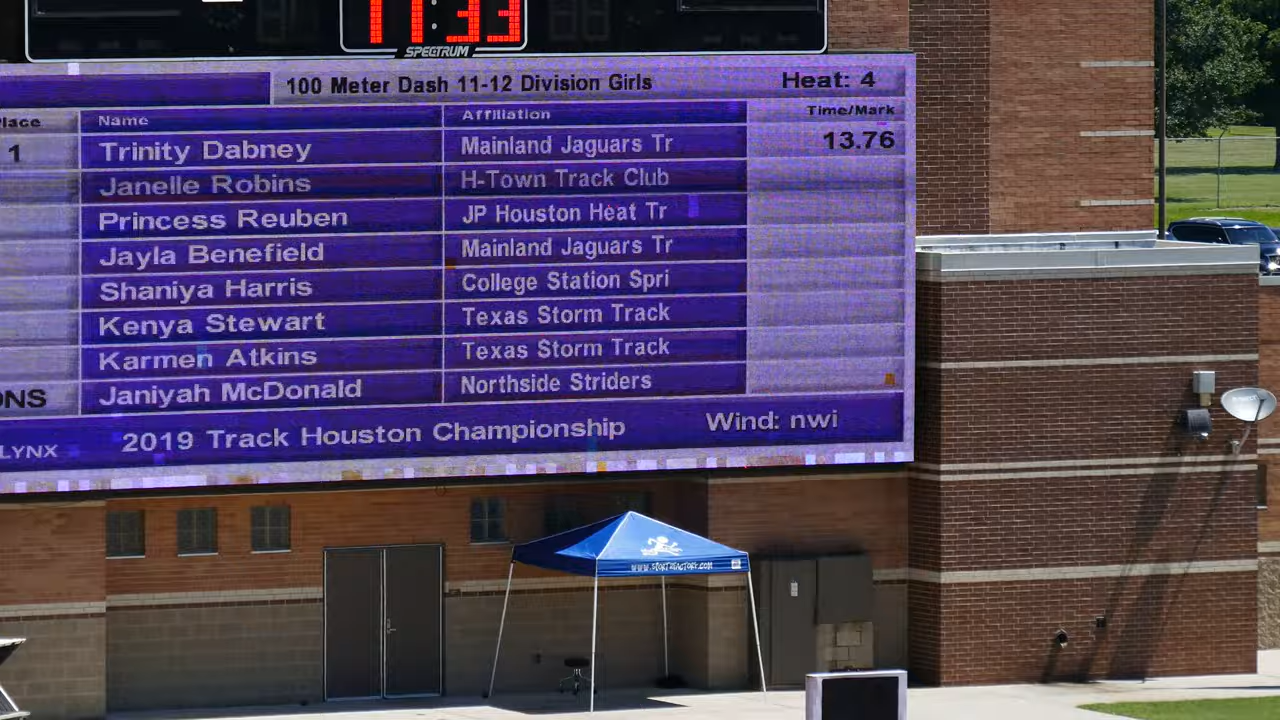 11:33
SPECTRUM
100 Meter Dash 11-12 Division Girls Heat: 4
lace Name Affiliation Time/Mark
1 Trinity Dabney Mainland Jaguars Tr 13.76
Janelle Robins H-Town Track Club
Princess Reuben JP Houston Heat Tr
Jayla Benefield Mainland Jaguars Tr
Shaniya Harris College Station Spri
Kenya Stewart Texas Storm Track
Karmen Atkins Texas Storm Track
ONS Janiyah McDonald Northside Striders
LYNX 2019 Track Houston Championship Wind: nwi